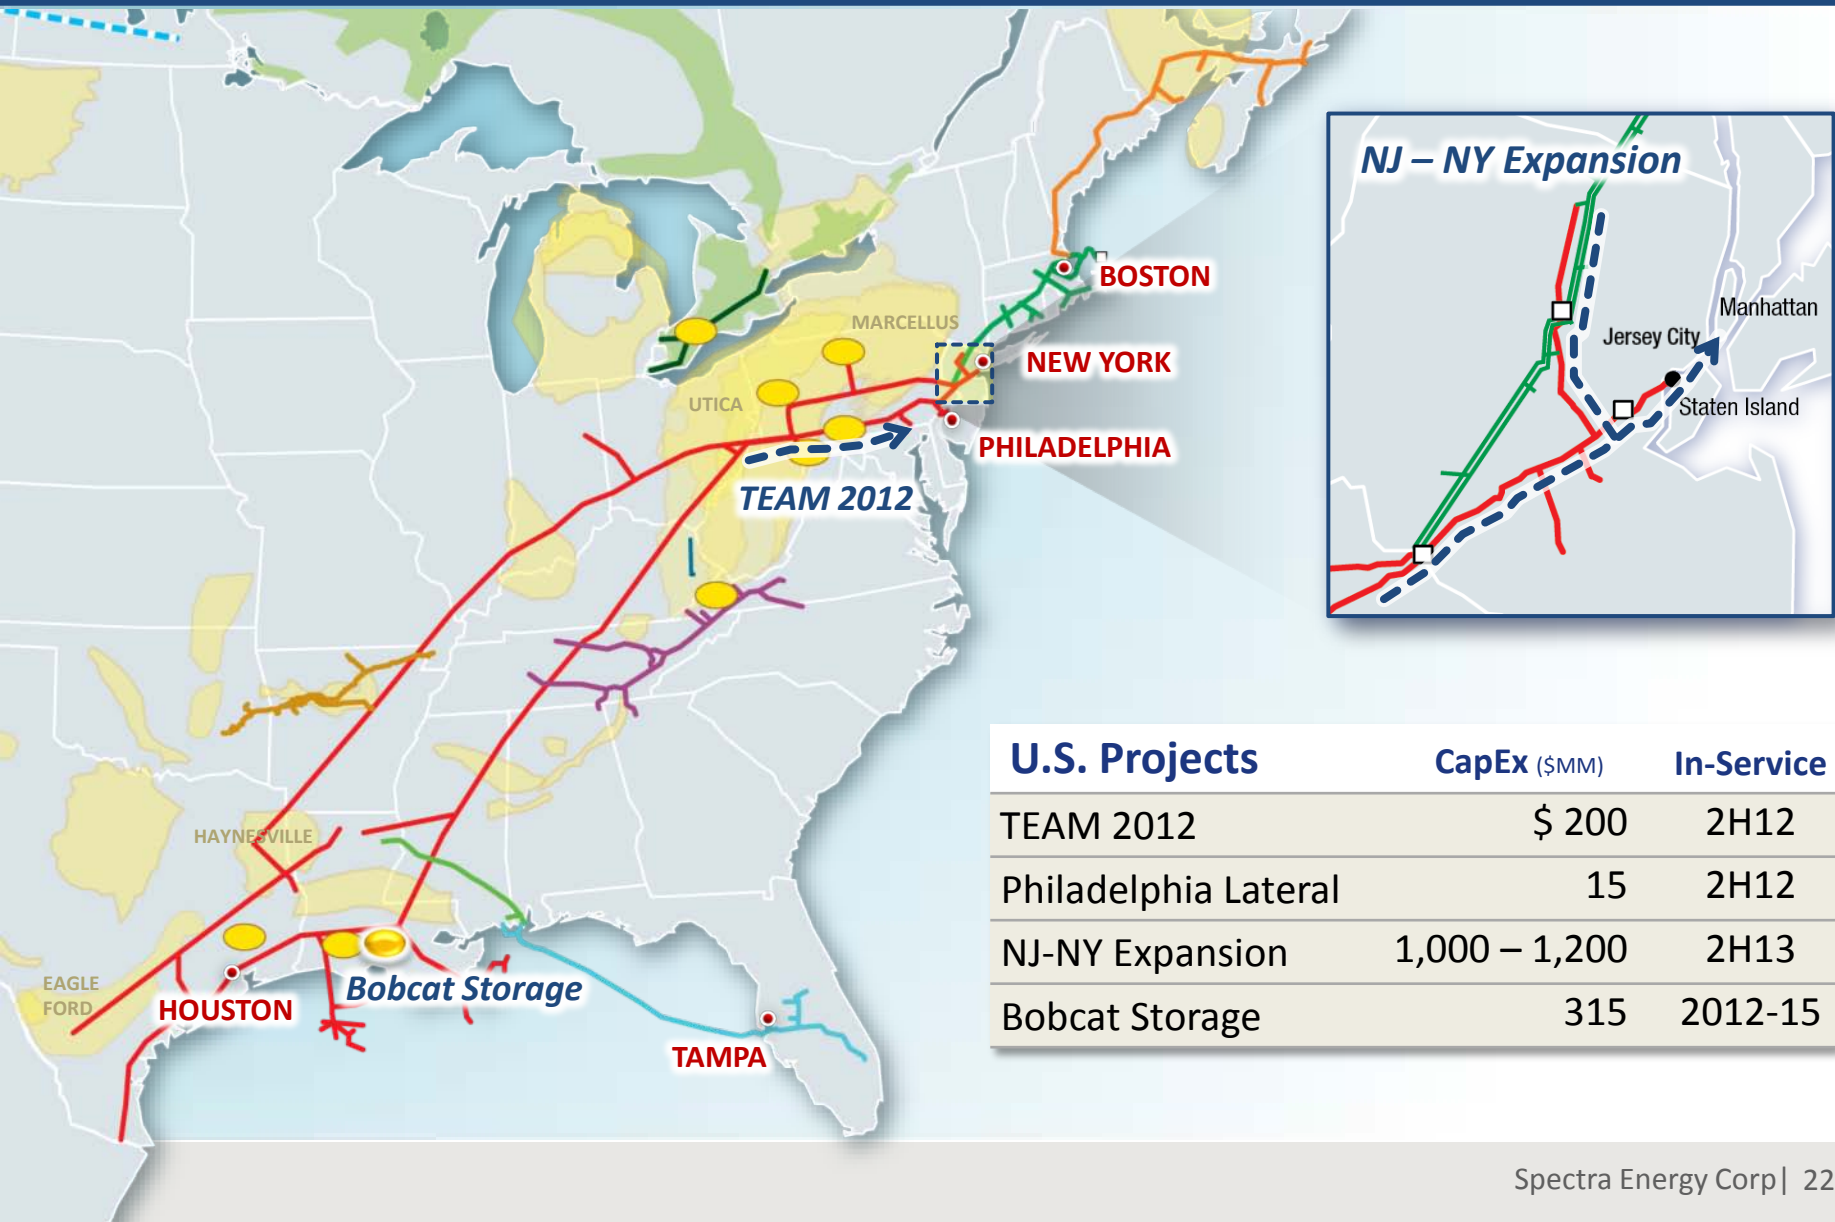 NJ – NY Expansion
Manhattan
Jersey City
Staten Island
BOSTON
MARCELLUS
NEW YORK
UTICA
PHILADELPHIA
TEAM 2012
HAYNESVILLE
EAGLE
FORD
HOUSTON
Bobcat Storage
TAMPA
U.S. Projects CapEx ($MM) In-Service
TEAM 2012 $ 200 2H12
Philadelphia Lateral 15 2H12
NJ-NY Expansion 1,000 – 1,200 2H13
Bobcat Storage 315 2012-15
Spectra Energy Corp| 22